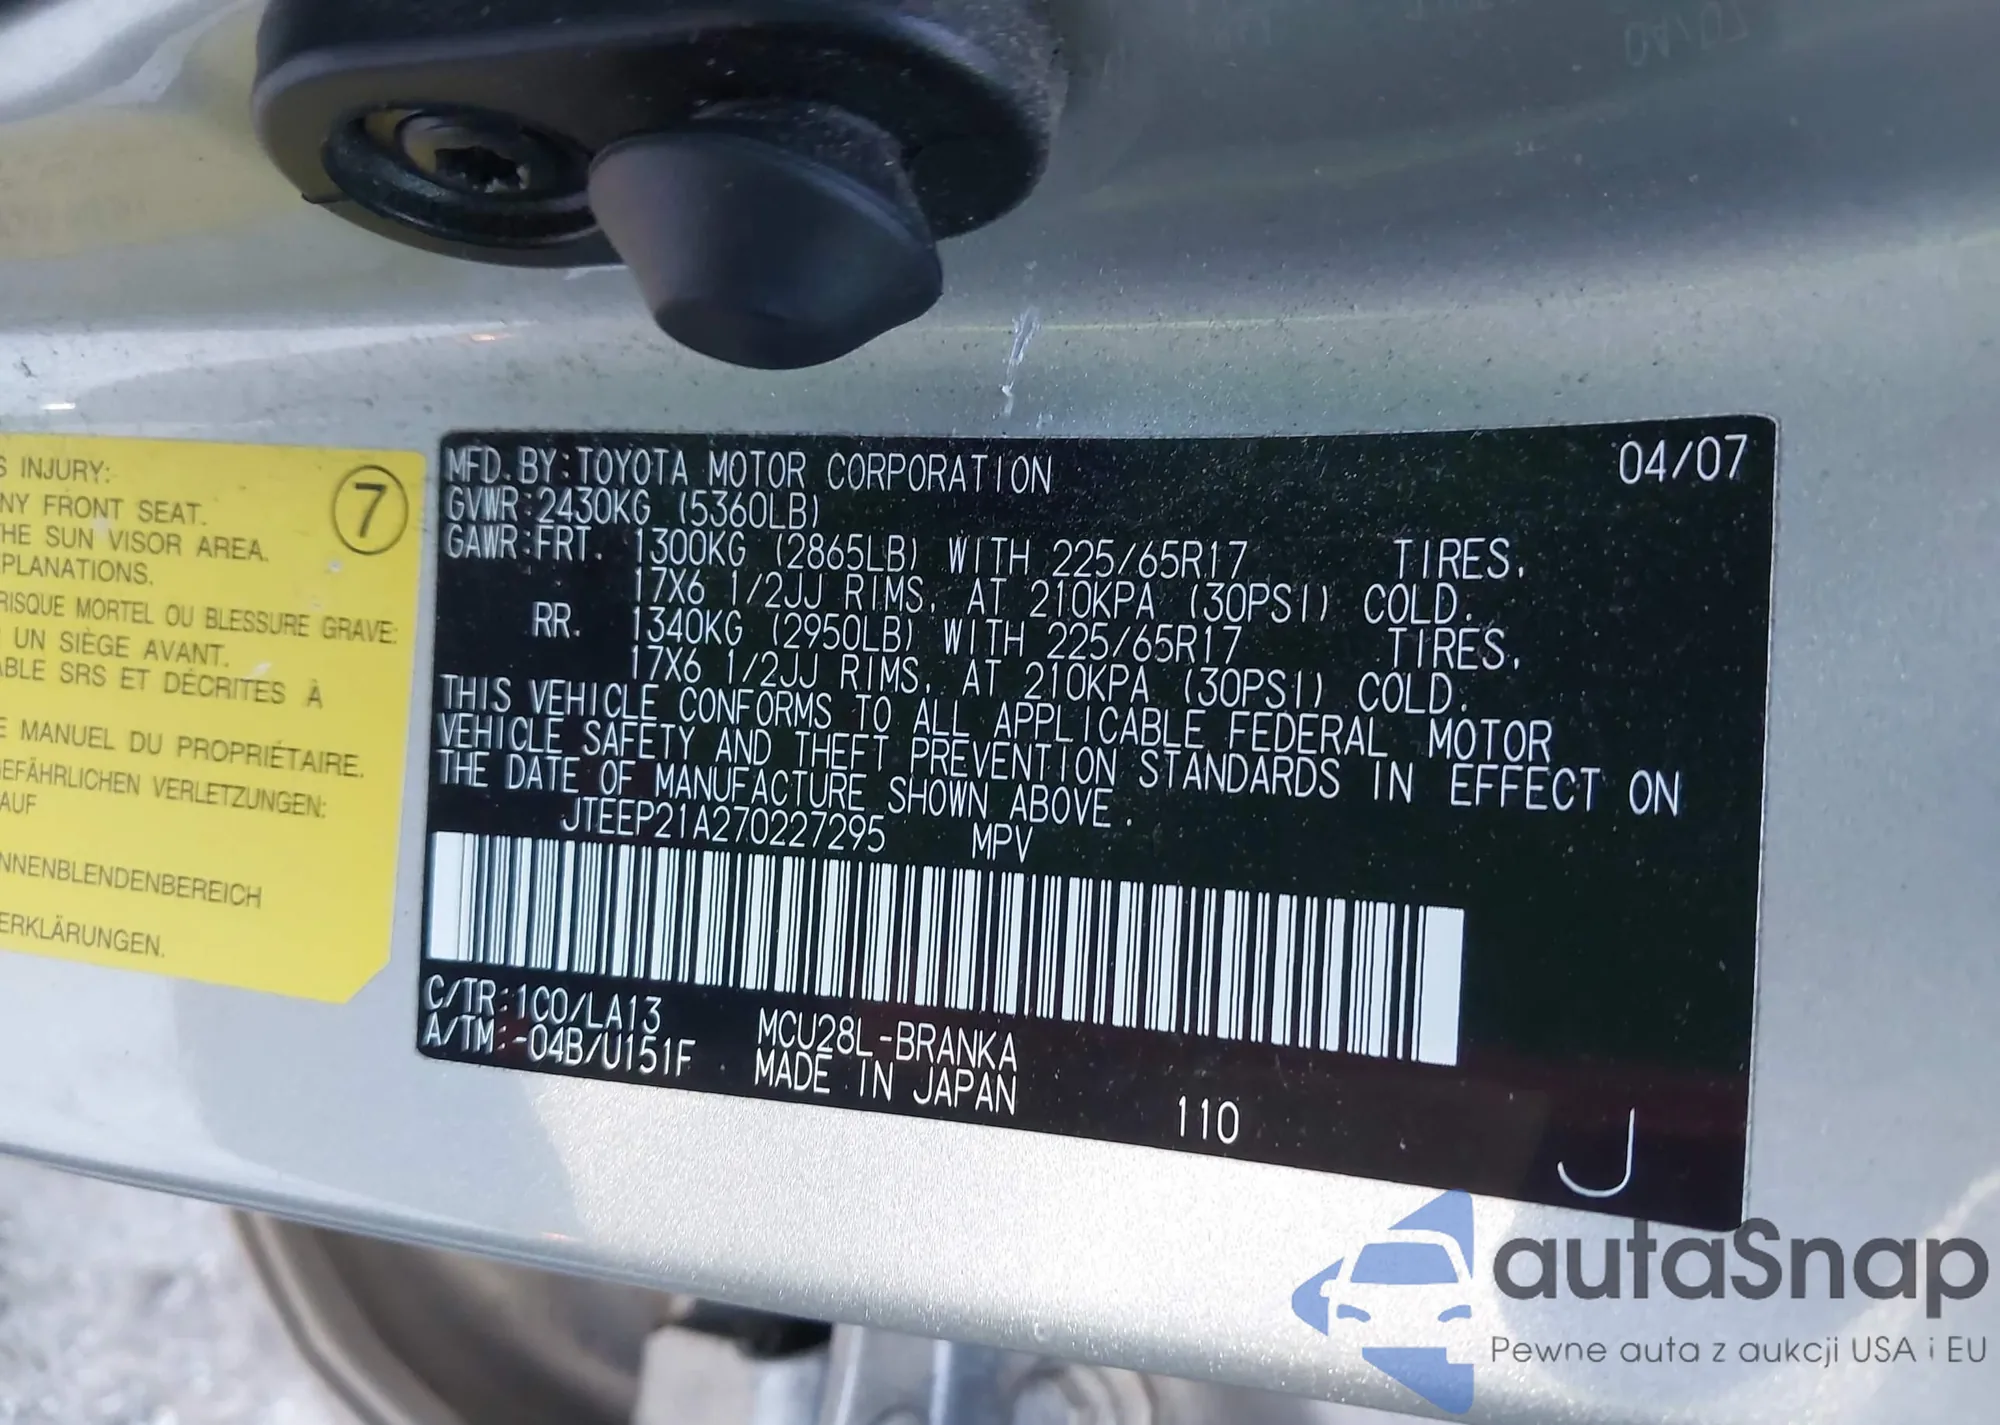 S INJURY:
7
NY FRONT SEAT.
THE SUN VISOR AREA.
PLANATIONS.
RISQUE MORTEL OU BLESSURE GRAVE:
UN SIÈGE AVANT.
ABLE SRS ET DÉCRITES À
E MANUEL DU PROPRIÉTAIRE.
GEFÄHRLICHEN VERLETZUNGEN:
AUF
NNENBLENDENBEREICH
ERKLÄRUNGEN.
MFD. BY: TOYOTA MOTOR CORPORATION 04/07
GVWR: 2430KG (5360LB)
GAWR: FRT. 1300KG (2865LB) WITH 225/65R17 TIRES,
17X6 1/2JJ RIMS, AT 210KPA (30PSI) COLD.
RR. 1340KG (2950LB) WITH 225/65R17 TIRES,
17X6 1/2JJ RIMS, AT 210KPA (30PSI) COLD.
THIS VEHICLE CONFORMS TO ALL APPLICABLE FEDERAL MOTOR
VEHICLE SAFETY AND THEFT PREVENTION STANDARDS IN EFFECT ON
THE DATE OF MANUFACTURE SHOWN ABOVE.
JTEEP21A270227295 MPV
C/TR: 1C0/LA13 MCU28L-BRANKA
A/TM: -04B/U151F MADE IN JAPAN
110
J
autaSnap
Pewne auta z aukcji USA i EU